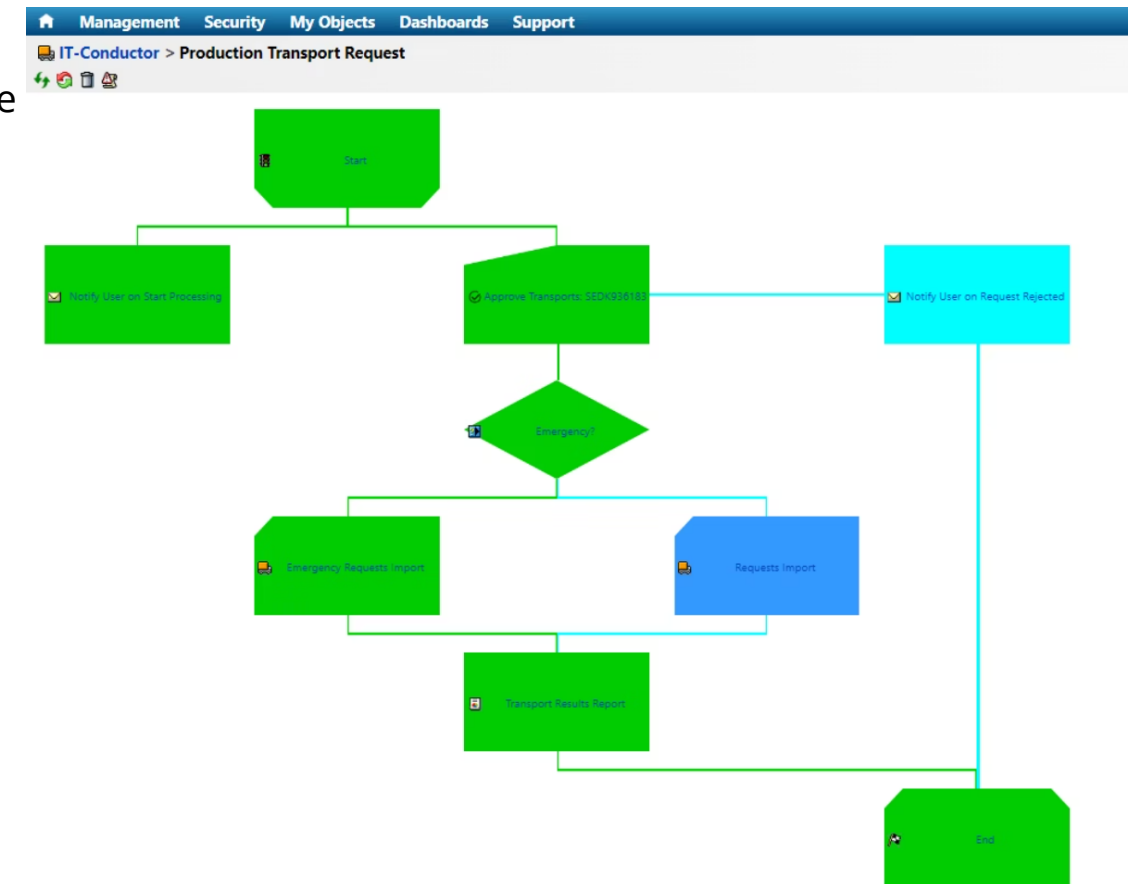 Management Security My Objects Dashboards Support
IT-Conductor > Production Transport Request
e
Start
Notify User on Start Processing
Approve Transports: SEDK936183
Notify User on Request Rejected
Emergency?
Emergency Requests Import
Requests Import
Transport Results Report
End